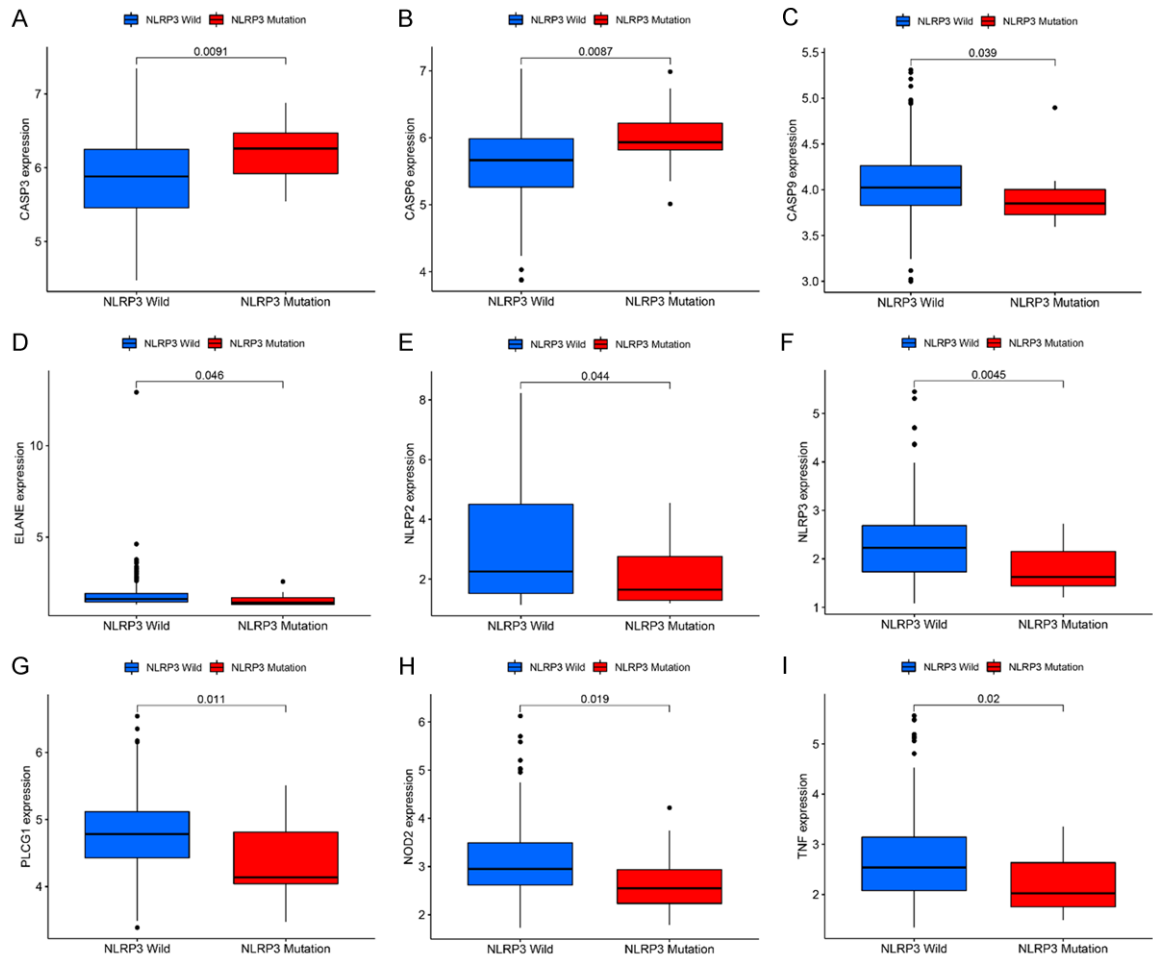 A
NLRP3 Wild NLRP3 Mutation
0.0091
CASP3 expression
7
6
5
NLRP3 Wild NLRP3 Mutation
B
NLRP3 Wild NLRP3 Mutation
0.0087
CASP6 expression
7
6
5
4
NLRP3 Wild NLRP3 Mutation
C
NLRP3 Wild NLRP3 Mutation
0.039
CASP9 expression
5.5
5.0
4.5
4.0
3.5
3.0
NLRP3 Wild NLRP3 Mutation
D
NLRP3 Wild NLRP3 Mutation
0.046
ELANE expression
10
5
NLRP3 Wild NLRP3 Mutation
E
NLRP3 Wild NLRP3 Mutation
0.044
NLRP2 expression
8
6
4
2
NLRP3 Wild NLRP3 Mutation
F
NLRP3 Wild NLRP3 Mutation
0.0045
NLRP3 expression
5
4
3
2
1
NLRP3 Wild NLRP3 Mutation
G
NLRP3 Wild NLRP3 Mutation
0.011
PLCG1 expression
6
5
4
NLRP3 Wild NLRP3 Mutation
H
NLRP3 Wild NLRP3 Mutation
0.019
NOD2 expression
6
5
4
3
2
NLRP3 Wild NLRP3 Mutation
I
NLRP3 Wild NLRP3 Mutation
0.02
TNF expression
5
4
3
2
NLRP3 Wild NLRP3 Mutation